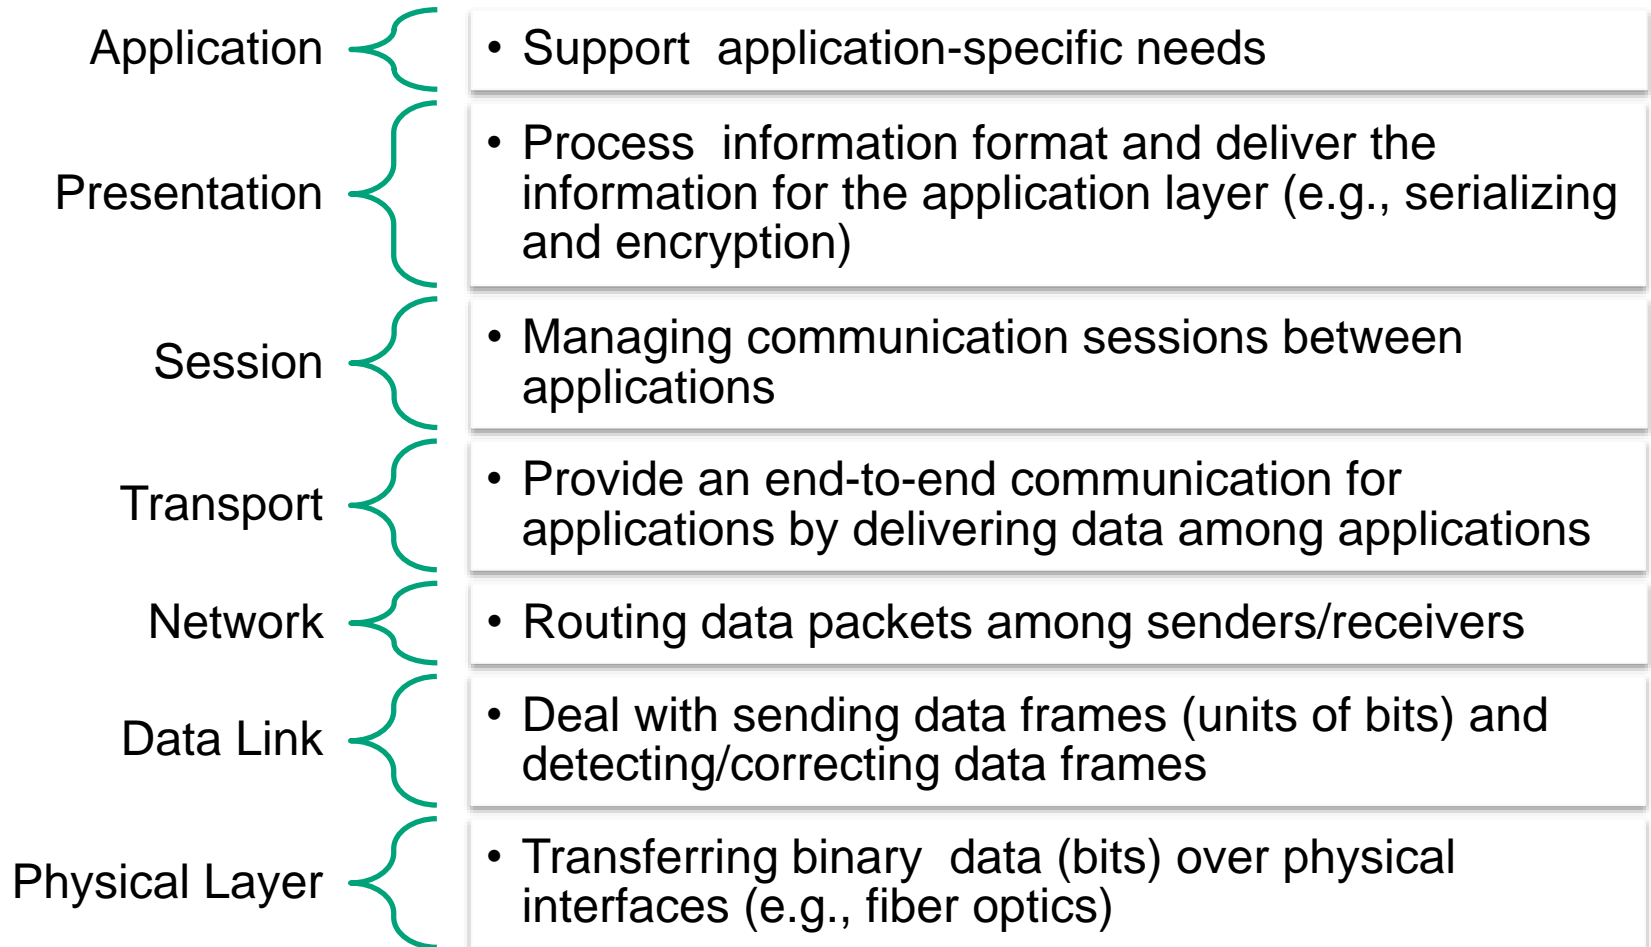 Application
• Support  application-specific needs
Presentation
• Process  information format and deliver the
information for the application layer (e.g., serializing
and encryption)
Session
• Managing communication sessions between
applications
Transport
• Provide an end-to-end communication for
applications by delivering data among applications
Network
• Routing data packets among senders/receivers
Data Link
• Deal with sending data frames (units of bits) and
detecting/correcting data frames
Physical Layer
• Transferring binary  data (bits) over physical
interfaces (e.g., fiber optics)